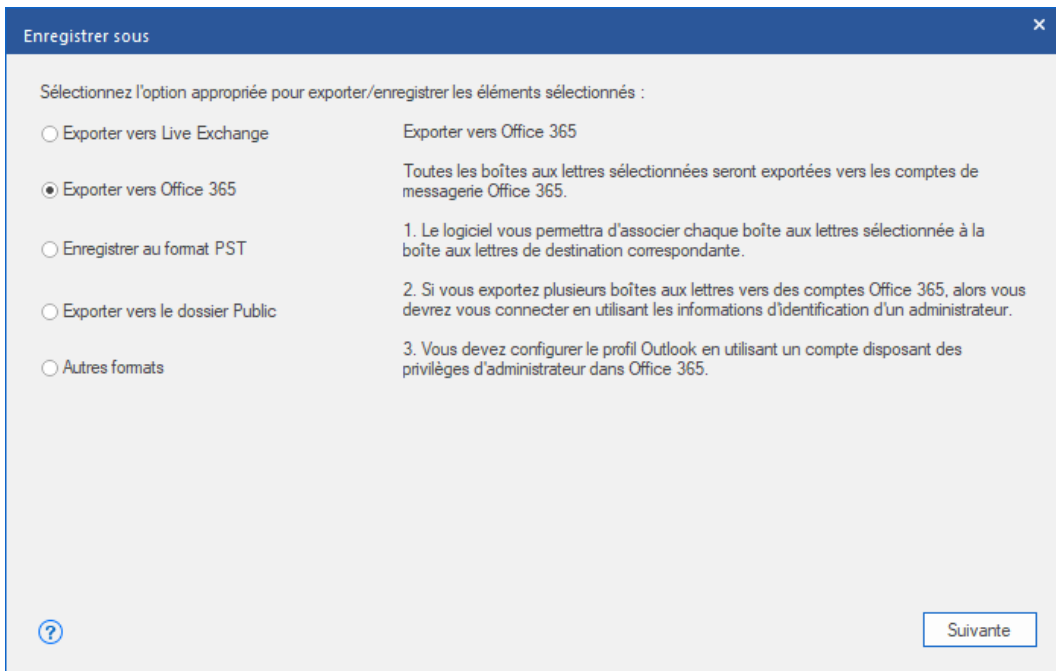 Enregistrer sous
×
Sélectionnez l'option appropriée pour exporter/enregistrer les éléments sélectionnés :
Exporter vers Live Exchange
Exporter vers Office 365
Enregistrer au format PST
Exporter vers le dossier Public
Autres formats
Exporter vers Office 365
Toutes les boîtes aux lettres sélectionnées seront exportées vers les comptes de
messagerie Office 365.
1. Le logiciel vous permettra d'associer chaque boîte aux lettres sélectionnée à la
boîte aux lettres de destination correspondante.
2. Si vous exportez plusieurs boîtes aux lettres vers des comptes Office 365, alors vous
devrez vous connecter en utilisant les informations d'identification d'un administrateur.
3. Vous devez configurer le profil Outlook en utilisant un compte disposant des
privilèges d'administrateur dans Office 365.
?
Suivante